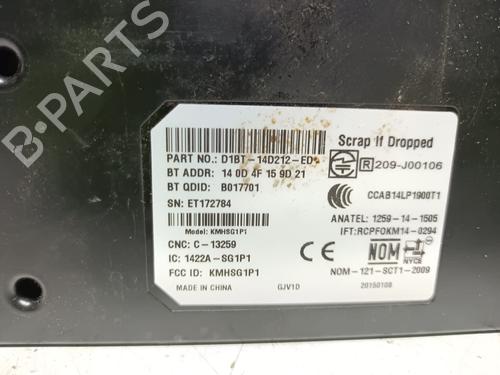 Scrap If Dropped
PART NO.: D1BT-14D212-ED
BT ADDR: 14 0D 4F 15 9D 21
BT QDID: B017701
SN: ET172784
Model: KMHSG1P1
CNC: C-13259
IC: 1422A-SG1P1
FCC ID: KMHSG1P1
MADE IN CHINA
GJV1D
R 209-J00106
CCC
CCAB14LP1900T1
ANATEL: 1259-14-1505
IFT:RCPFOKM14-0294
CE
NOM
NYCE
NOM-121-SCT1-2009
20150108
B-PARTS